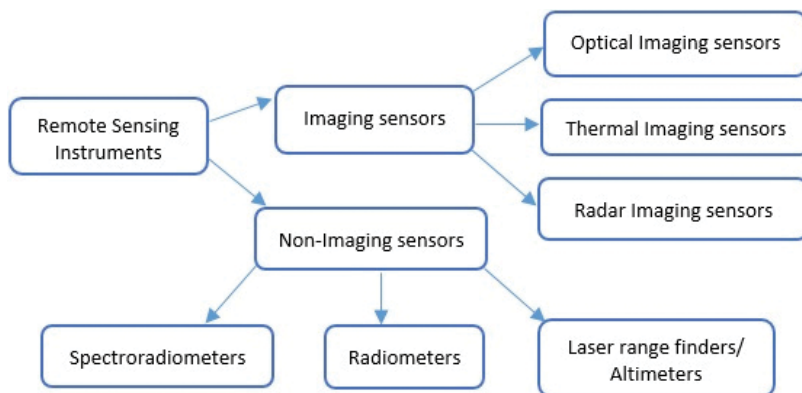 Optical Imaging sensors
Remote Sensing
Instruments
Imaging sensors
Thermal Imaging sensors
Radar Imaging sensors
Non-Imaging sensors
Spectroradiometers
Radiometers
Laser range finders/
Altimeters